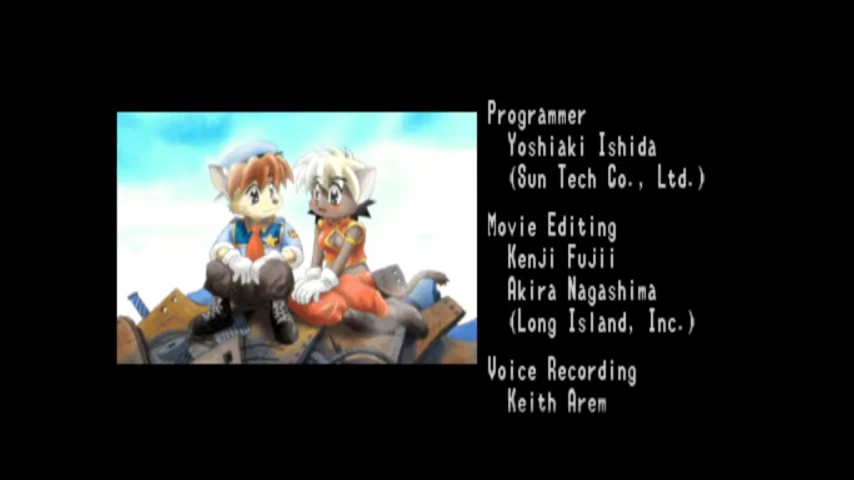 Programmer
Yoshiaki Ishida
(Sun Tech Co., Ltd.)
Movie Editing
Kenji Fujii
Akira Nagashima
(Long Island, Inc.)
Voice Recording
Keith Arem